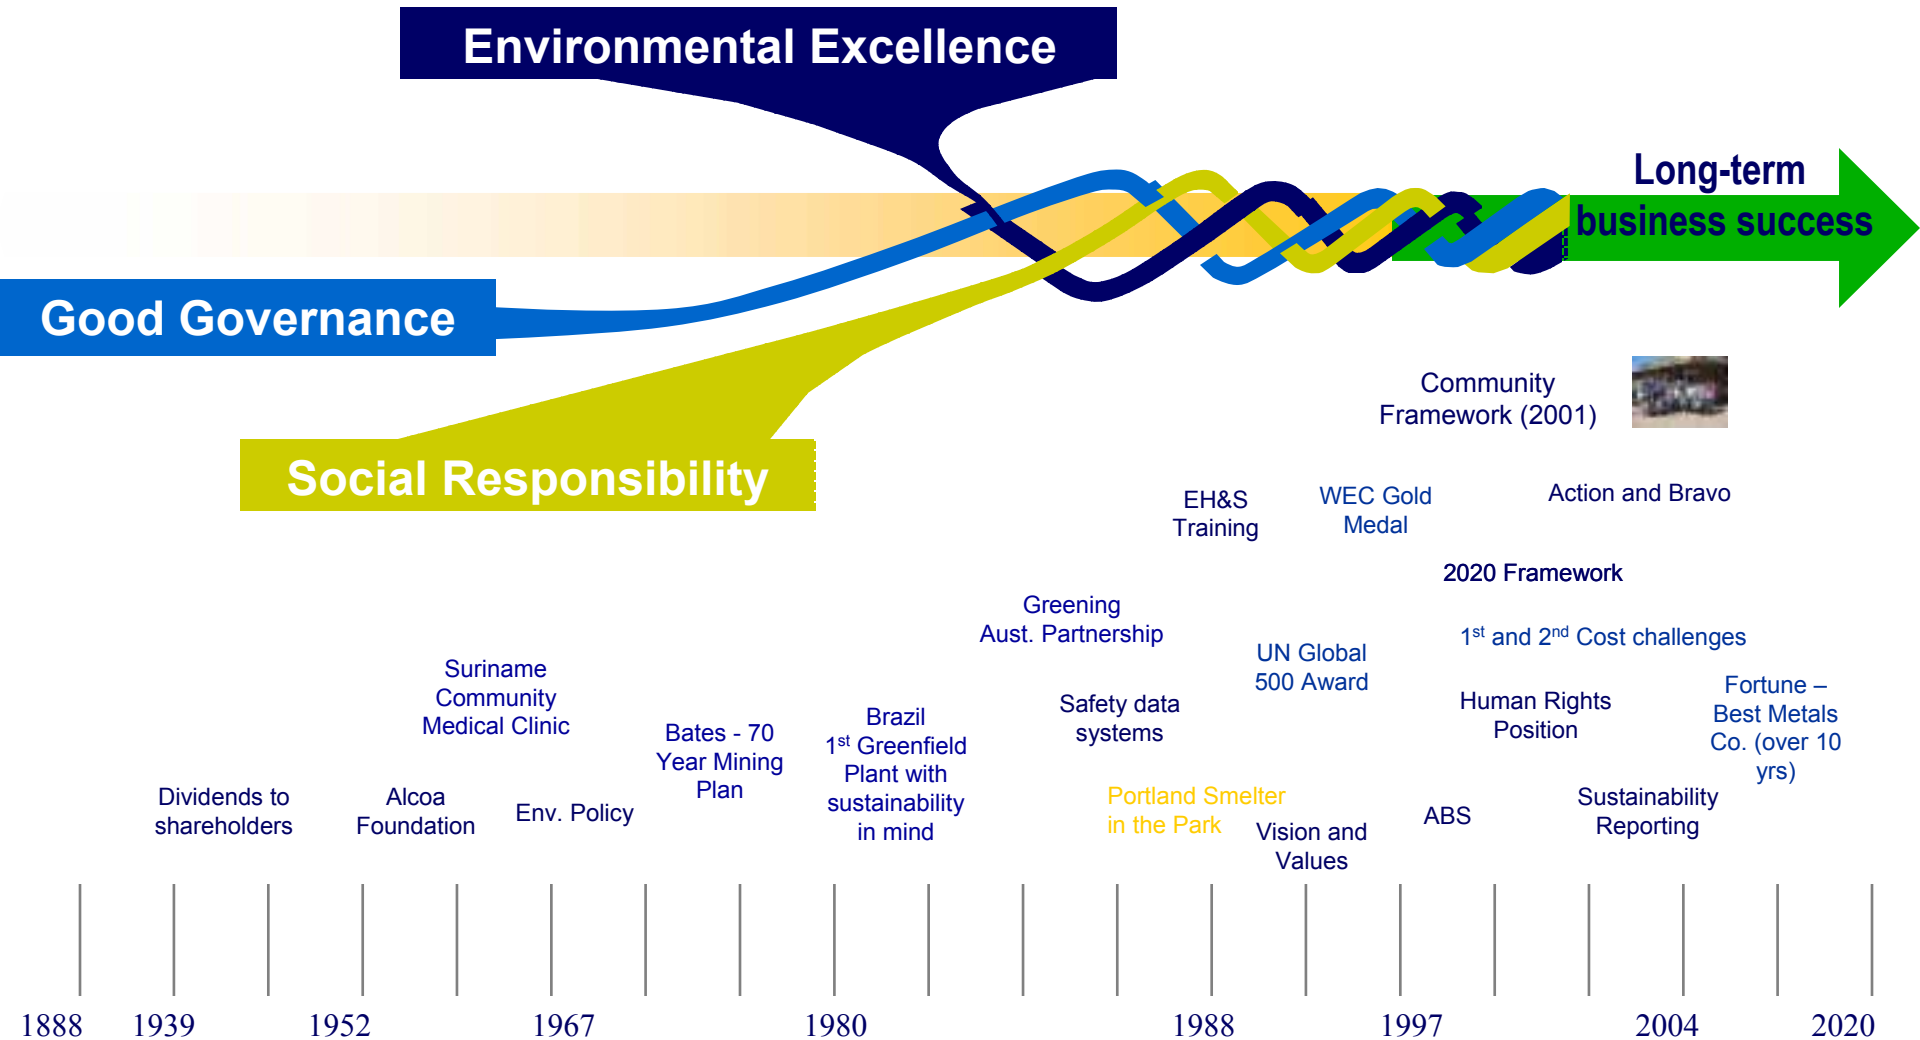 Environmental Excellence
Long-term
business success
Good Governance
Community
Framework (2001)
Social Responsibility
EH&S
Training
WEC Gold
Medal
Action and Bravo
2020 Framework
Greening
Aust. Partnership
1st and 2nd Cost challenges
UN Global
500 Award
Suriname
Community
Medical Clinic
Safety data
systems
Human Rights
Position
Fortune –
Best Metals
Co. (over 10
yrs)
Bates - 70
Year Mining
Plan
Brazil
1st Greenfield
Plant with
sustainability
in mind
Dividends to
shareholders
Alcoa
Foundation
Env. Policy
Portland Smelter
in the Park
Vision and
Values
ABS
Sustainability
Reporting
1888 1939 1952 1967 1980 1988 1997 2004 2020